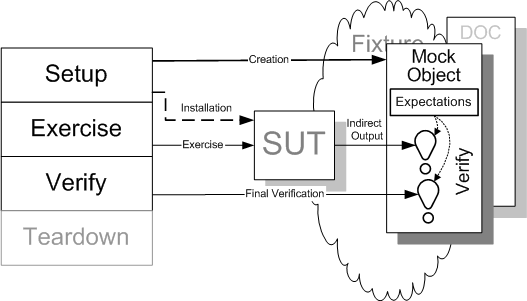 Setup
Exercise
Verify
Teardown
Creation
Installation
Exercise
Final Verification
SUT
Indirect
Output
Fixture
DOC
Mock
Object
Expectations
Verify